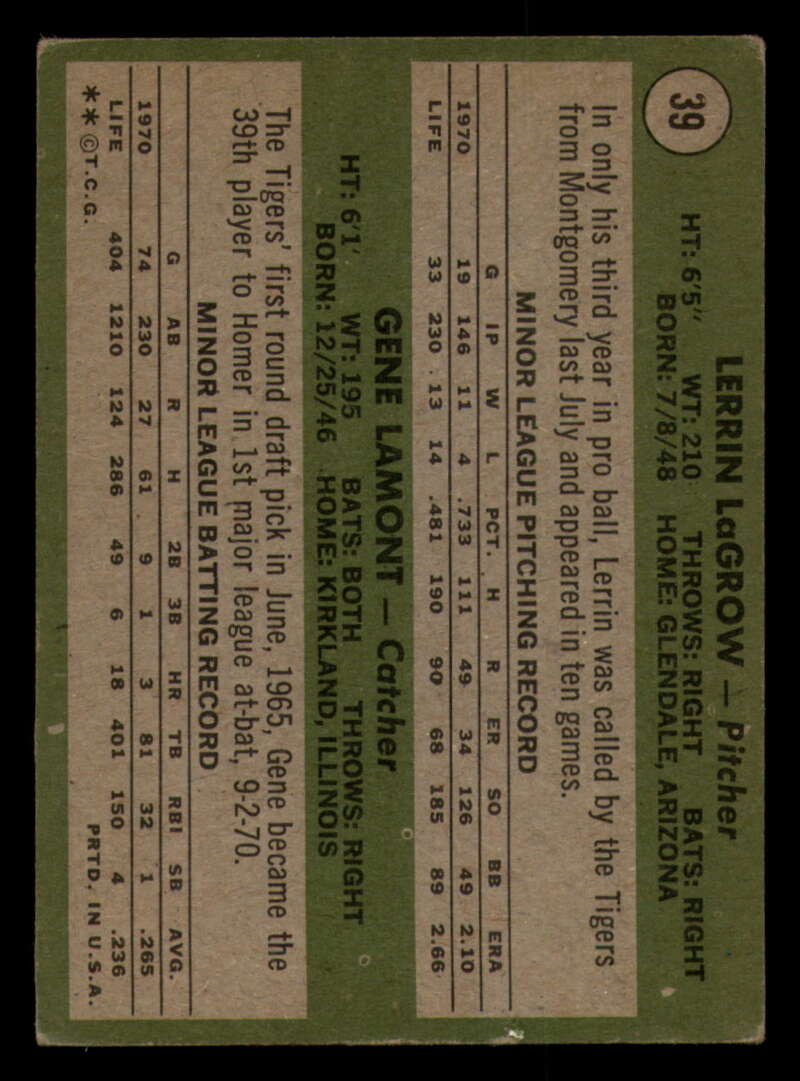 39
LERRIN LaGROW — Pitcher
HT: 6'5" WT: 210 THROWS: RIGHT BATS: RIGHT
BORN: 7/8/48 HOME: GLENDALE, ARIZONA
In only his third year in pro ball, Lerrin was called by the Tigers
from Montgomery last July and appeared in ten games.
MINOR LEAGUE PITCHING RECORD
G IP W L PCT. H R ER SO BB ERA
1970 19 146 11 4 .733 111 49 34 126 49 2.10
LIFE 33 230 13 14 .481 190 90 68 185 89 2.66
GENE LAMONT — Catcher
HT: 6'1' WT: 195 BATS: BOTH THROWS: RIGHT
BORN: 12/25/46 HOME: KIRKLAND, ILLINOIS
The Tigers' first round draft pick in June, 1965, Gene became the
39th player to Homer in 1st major league at-bat, 9-2-70.
MINOR LEAGUE BATTING RECORD
G AB R H 2B 3B HR TB RBI SB AVG.
1970 74 230 27 61 9 1 3 81 32 1 .265
LIFE 404 1210 124 286 49 6 18 401 150 4 .236
**©T.C.G. PRTD. IN U.S.A.